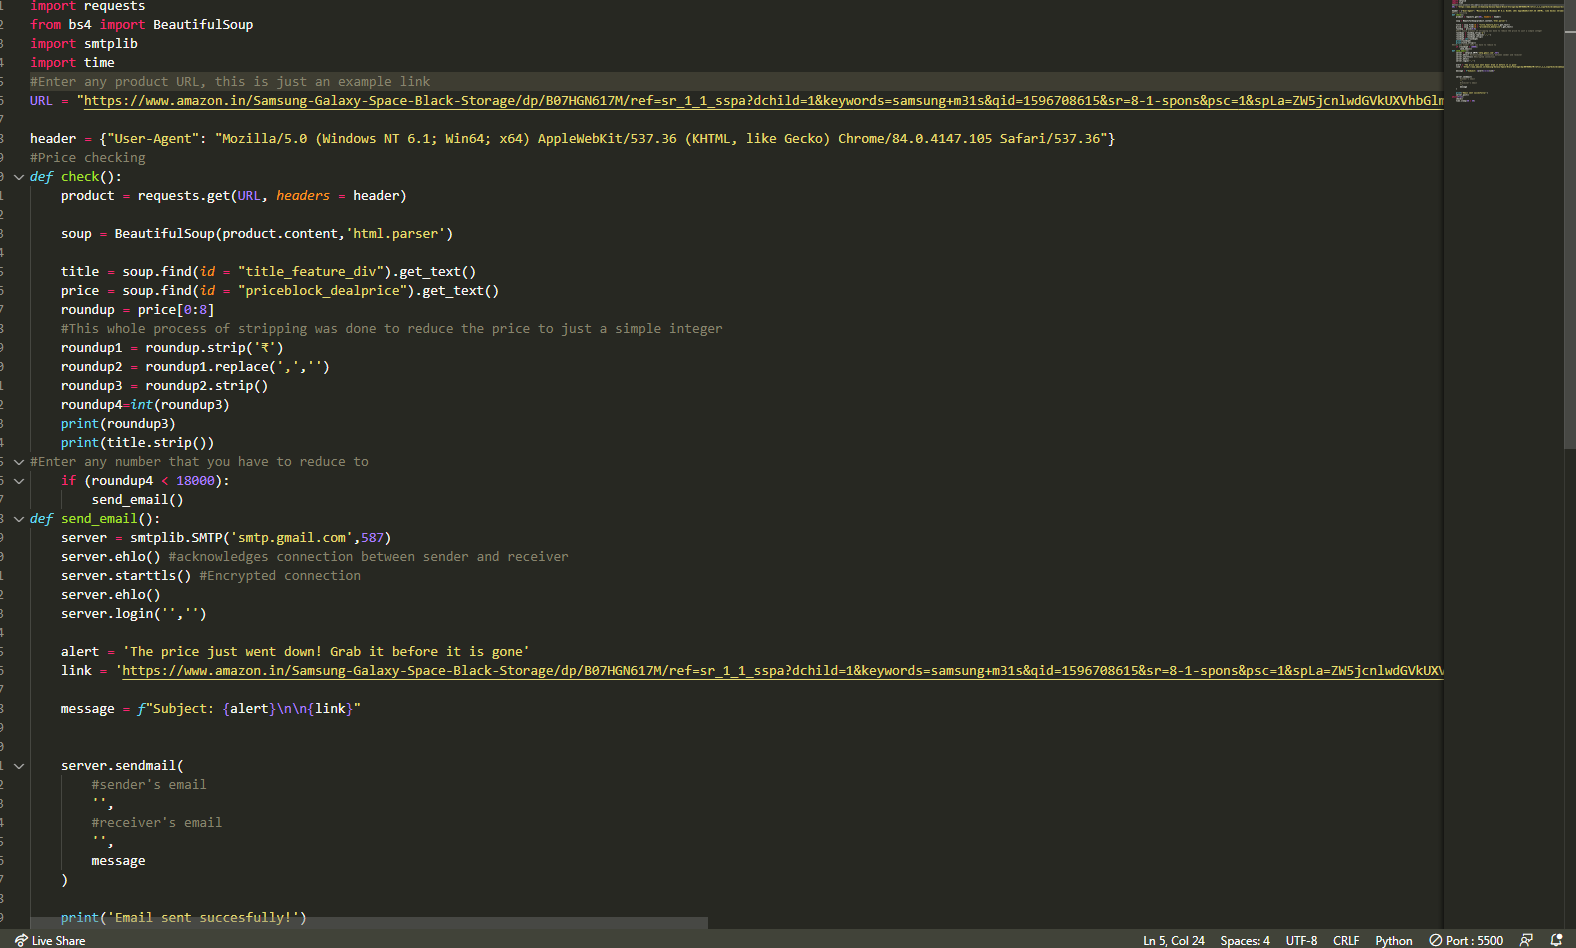 import requests
from bs4 import BeautifulSoup
import smtplib
import time
#Enter any product URL, this is just an example link
URL = "https://www.amazon.in/Samsung-Galaxy-Space-Black-Storage/dp/B07HGN617M/ref=sr_1_1_sspa?dchild=1&keywords=samsung+m31s&qid=1596708615&sr=8-1-spons&psc=1&spLa=ZW5jcnlwdGVkUXVhbGlm
header = {"User-Agent": "Mozilla/5.0 (Windows NT 6.1; Win64; x64) AppleWebKit/537.36 (KHTML, like Gecko) Chrome/84.0.4147.105 Safari/537.36"}
#Price checking
def check():
    product = requests.get(URL, headers = header)
    soup = BeautifulSoup(product.content,'html.parser')
    title = soup.find(id = "title_feature_div").get_text()
    price = soup.find(id = "priceblock_dealprice").get_text()
    roundup = price[0:8]
    #This whole process of stripping was done to reduce the price to just a simple integer
    roundup1 = roundup.strip('₹')
    roundup2 = roundup1.replace(',','')
    roundup3 = roundup2.strip()
    roundup4=int(roundup3)
    print(roundup3)
    print(title.strip())
#Enter any number that you have to reduce to
    if (roundup4 < 18000):
        send_email()
def send_email():
    server = smtplib.SMTP('smtp.gmail.com',587)
    server.ehlo() #acknowledges connection between sender and receiver
    server.starttls() #Encrypted connection
    server.ehlo()
    server.login('','')
    alert = 'The price just went down! Grab it before it is gone'
    link = 'https://www.amazon.in/Samsung-Galaxy-Space-Black-Storage/dp/B07HGN617M/ref=sr_1_1_sspa?dchild=1&keywords=samsung+m31s&qid=1596708615&sr=8-1-spons&psc=1&spLa=ZW5jcnlwdGVkUXV
    message = f"Subject: {alert}\n\n{link}"
    server.sendmail(
        #sender's email
        '',
        #receiver's email
        '',
        message
    )
    print('Email sent succesfully!')
Live Share
Ln 5, Col 24 Spaces: 4 UTF-8 CRLF Python Port : 5500